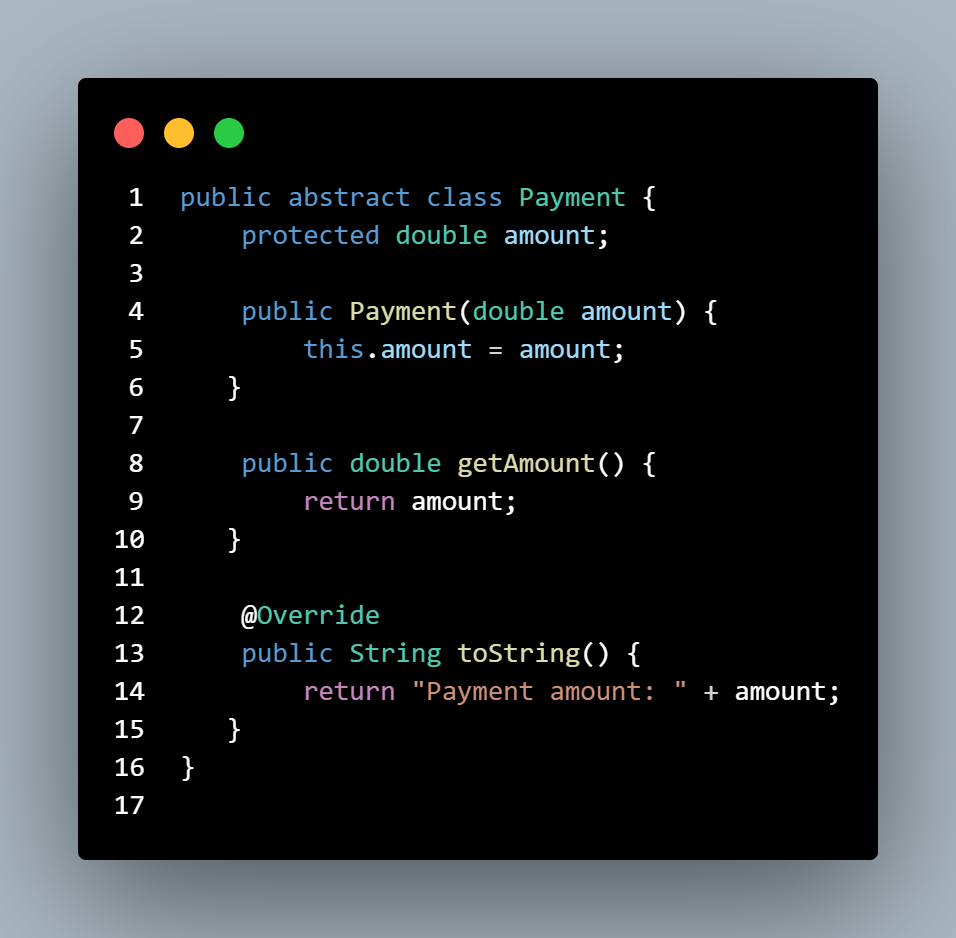 1 public abstract class Payment {
2     protected double amount;
3
4     public Payment(double amount) {
5         this.amount = amount;
6    }
7
8     public double getAmount() {
9         return amount;
10    }
11
12     @Override
13     public String toString() {
14         return "Payment amount: " + amount;
15    }
16 }
17